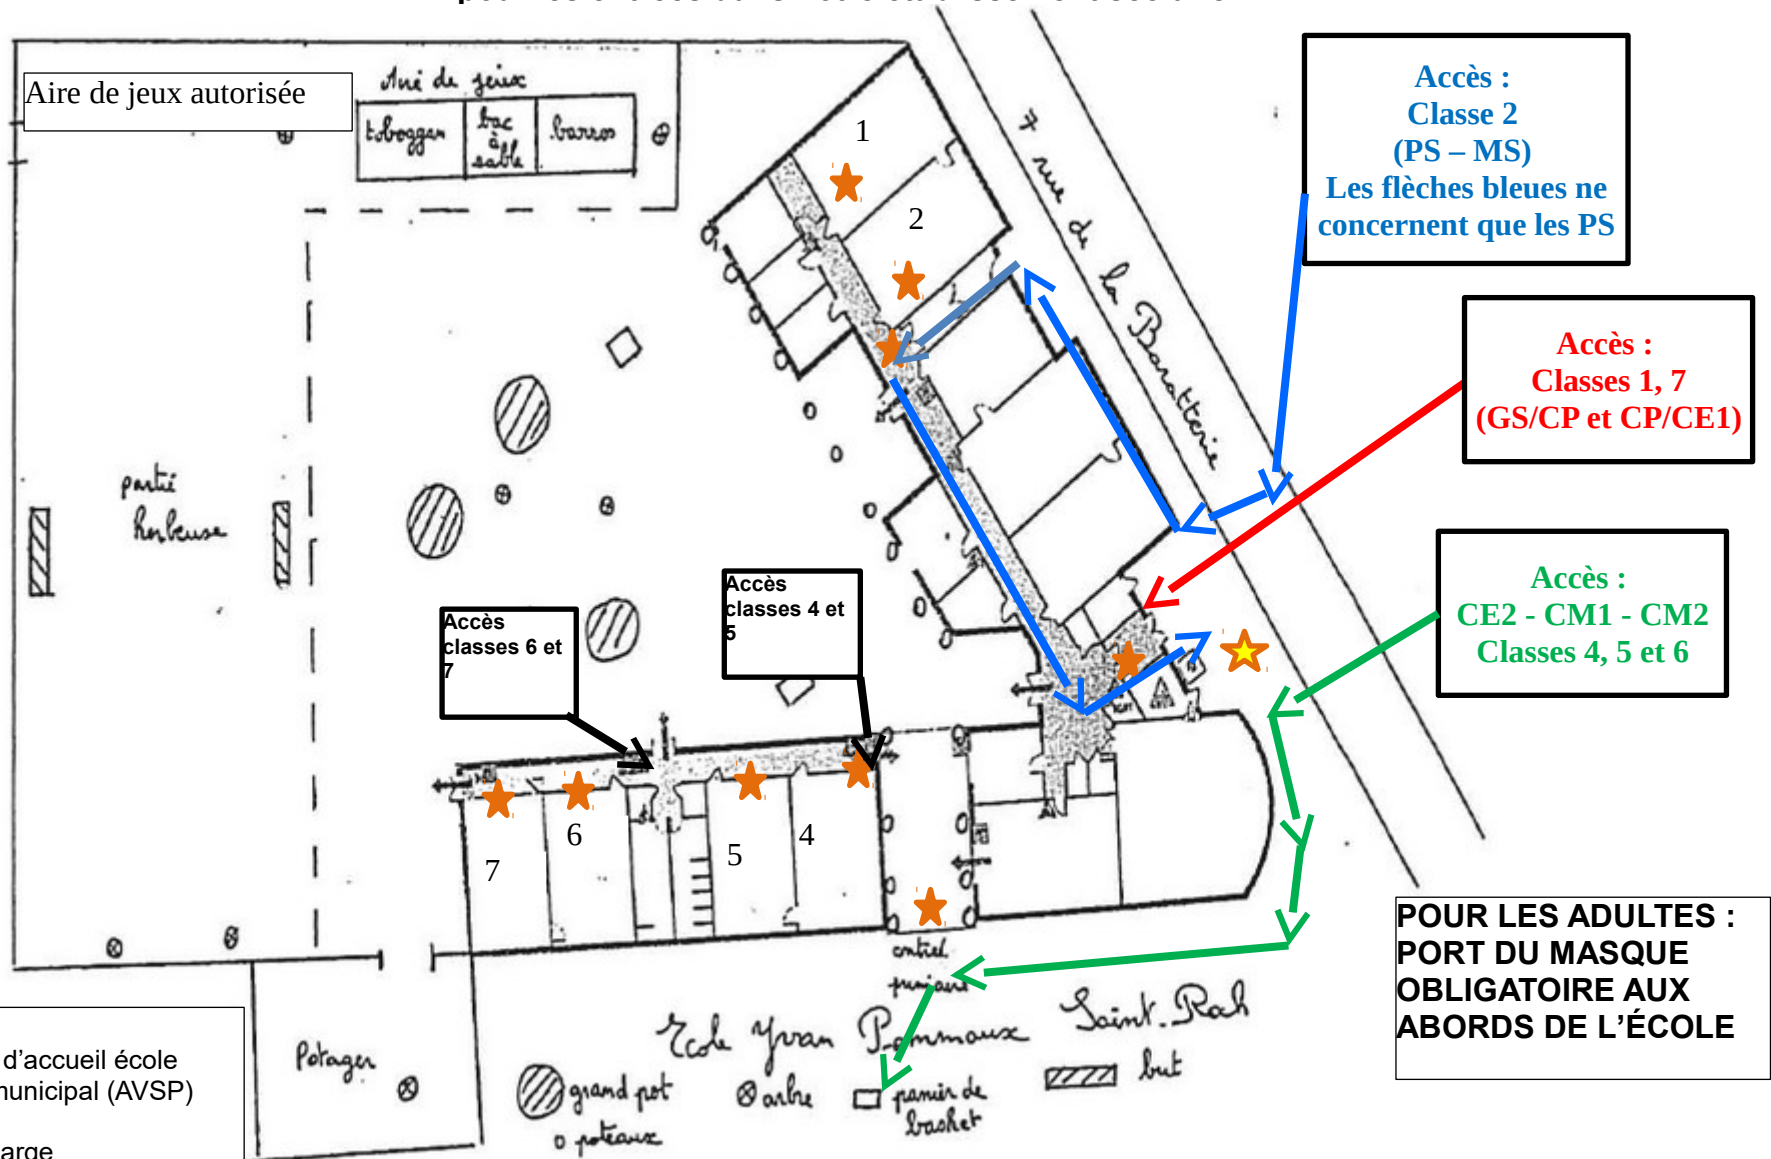 Aire de jeux autorisée
Aire de jeux
toboggan
bac
à
sable
barres
1
2
7 rue de la Baratterie
Accès :
Classe 2
(PS – MS)
Les flèches bleues ne
concernent que les PS
Accès :
Classes 1, 7
(GS/CP et CP/CE1)
partie
herbeuse
Accès
classes 6 et
7
Accès
classes 4 et
5
Accès :
CE2 - CM1 - CM2
Classes 4, 5 et 6
7
6
5
4
POUR LES ADULTES :
PORT DU MASQUE
OBLIGATOIRE AUX
ABORDS DE L’ÉCOLE
primaire
Ecole Yvan Pommaux Saint-Roch
d’accueil école
municipal (AVSP)
Potager
grand pot
poteaux
arbre
panier de
basket
but